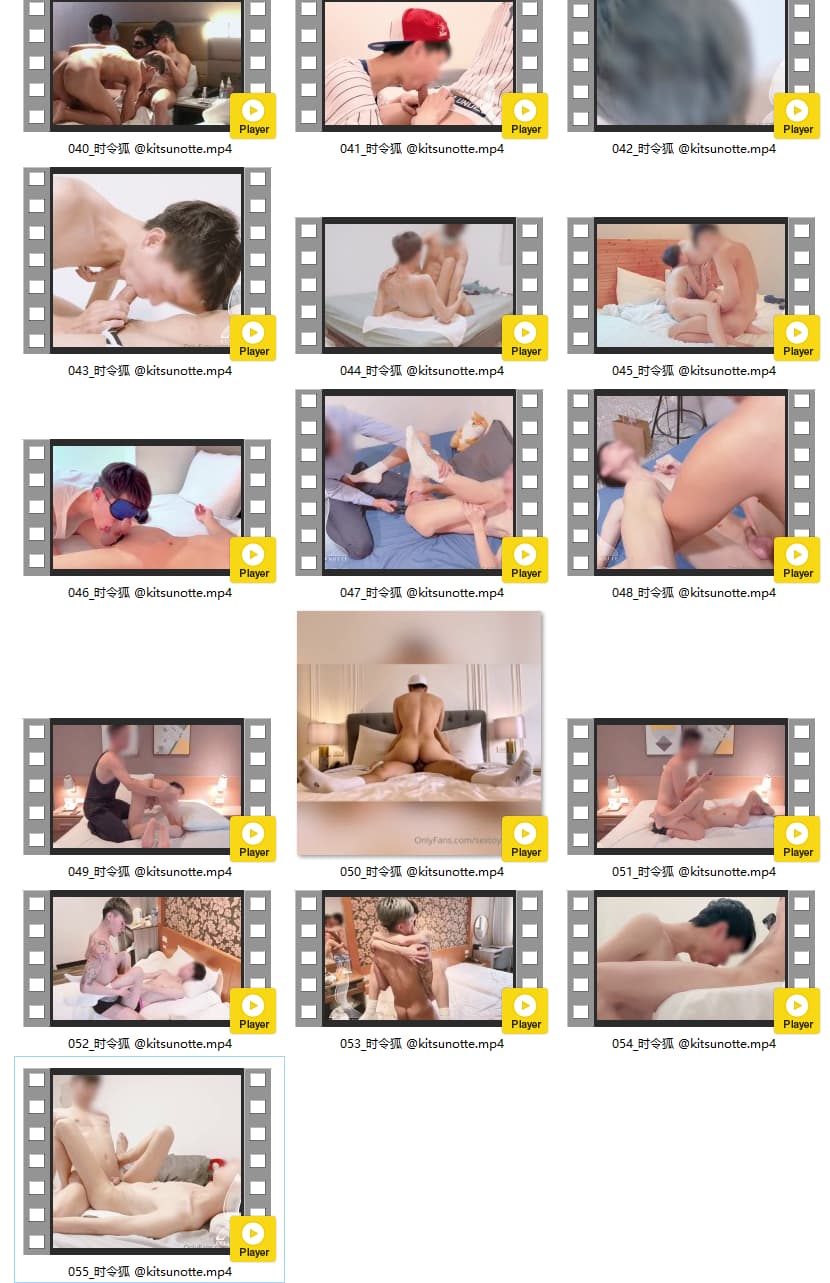 Player Player Player
040_时令狐 @kitsunotte.mp4 041_时令狐 @kitsunotte.mp4 042_时令狐 @kitsunotte.mp4
Player Player Player
043_时令狐 @kitsunotte.mp4 044_时令狐 @kitsunotte.mp4 045_时令狐 @kitsunotte.mp4
Player Player Player
046_时令狐 @kitsunotte.mp4 047_时令狐 @kitsunotte.mp4 048_时令狐 @kitsunotte.mp4
OnlyFans.com/sextoy
Player Player Player
049_时令狐 @kitsunotte.mp4 050_时令狐 @kitsunotte.mp4 051_时令狐 @kitsunotte.mp4
Player Player Player
052_时令狐 @kitsunotte.mp4 053_时令狐 @kitsunotte.mp4 054_时令狐 @kitsunotte.mp4
Player
055_时令狐 @kitsunotte.mp4